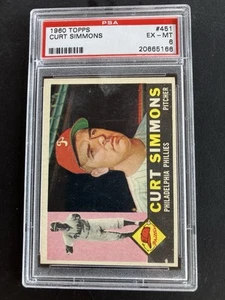 PSA
1960 TOPPS #451
CURT SIMMONS EX - MT
6
20665166
CURT SIMMONS
PHILADELPHIA PHILLIES PITCHER
P